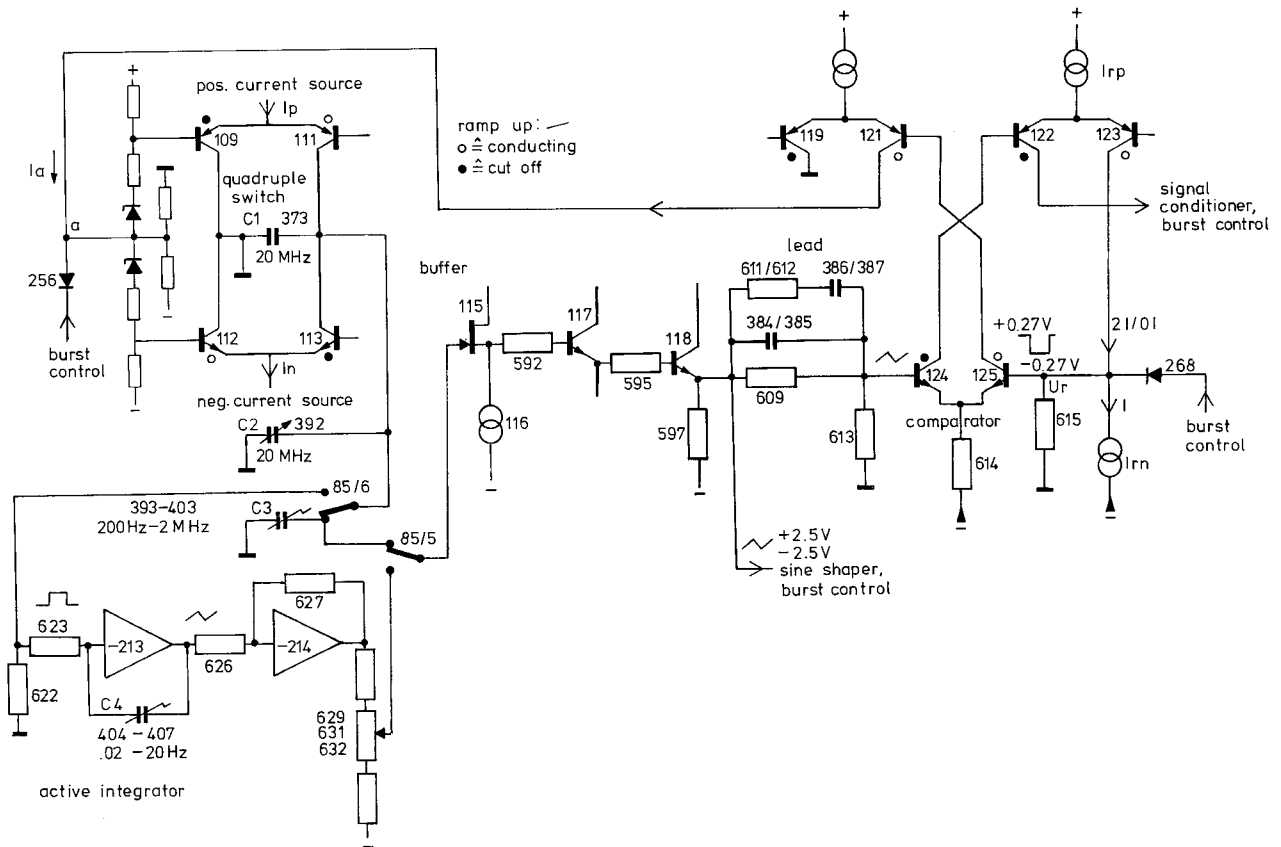 +
+
+
pos. current source
Ip
Irp
109
111
ramp up:
≙ conducting
≙ cut off
119
121
122
123
Iα
quadruple
switch
C1
373
20 MHz
α
256
burst
control
112
113
In
neg. current source
C2
392
20 MHz
signal
conditioner,
burst control
buffer
lead
611/612
386/387
384/385
115
117
118
592
595
609
116
597
613
124
125
comparator
614
+0.27V
-0.27V
Ur
615
2I/0I
I
268
Irn
burst
control
85/6
393-403
200Hz-2MHz
C3
85/5
+2.5V
-2.5V
sine shaper,
burst control
623
622
-213
C4
404-407
.02-20Hz
626
627
-214
629
631
632
active integrator